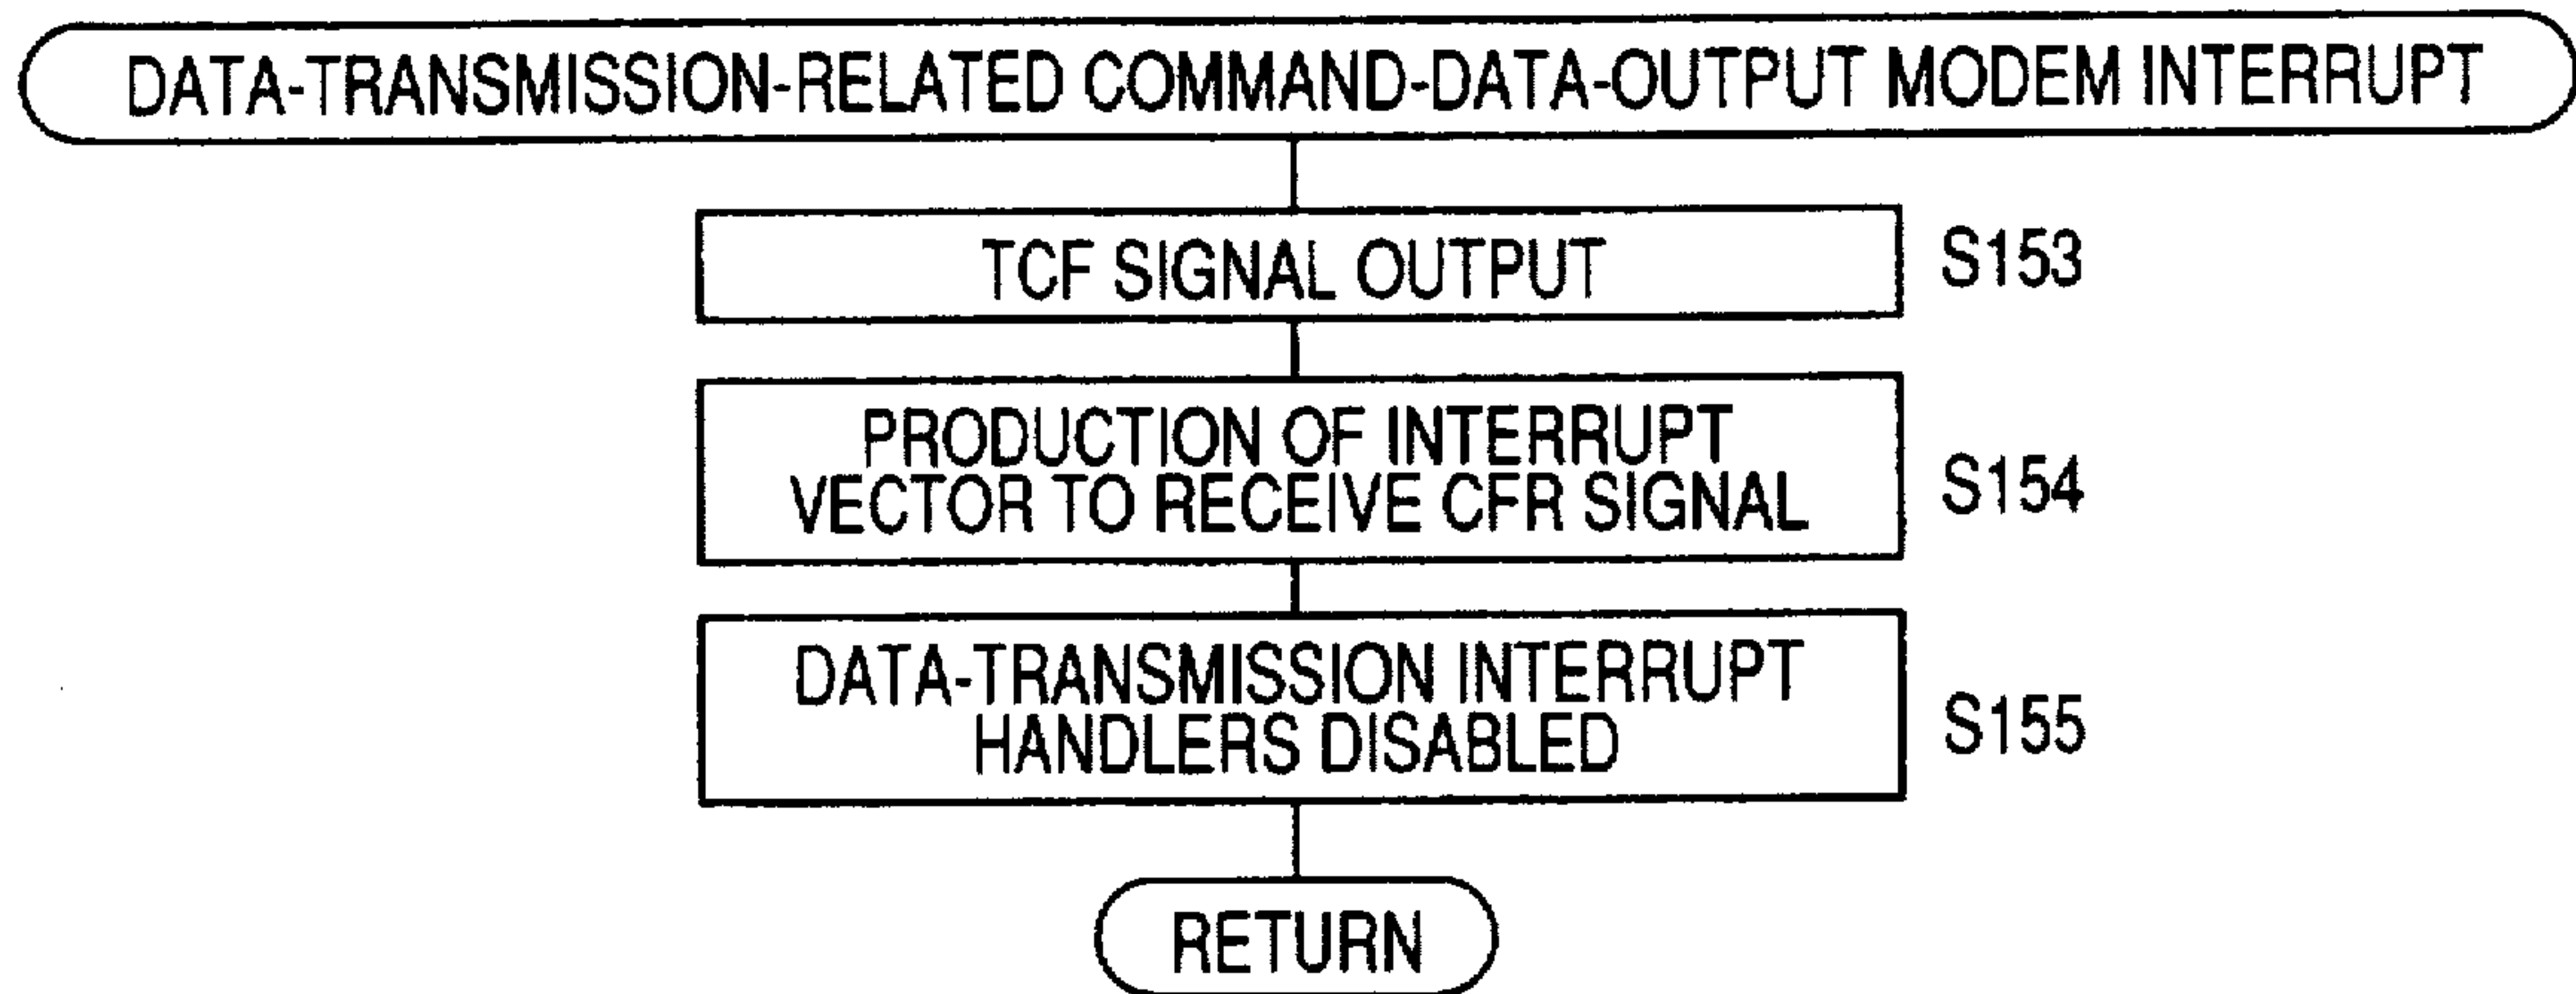 DATA-TRANSMISSION-RELATED COMMAND-DATA-OUTPUT MODEM INTERRUPT
TCF SIGNAL OUTPUT
S153
PRODUCTION OF INTERRUPT
VECTOR TO RECEIVE CFR SIGNAL
S154
DATA-TRANSMISSION INTERRUPT
HANDLERS DISABLED
S155
RETURN